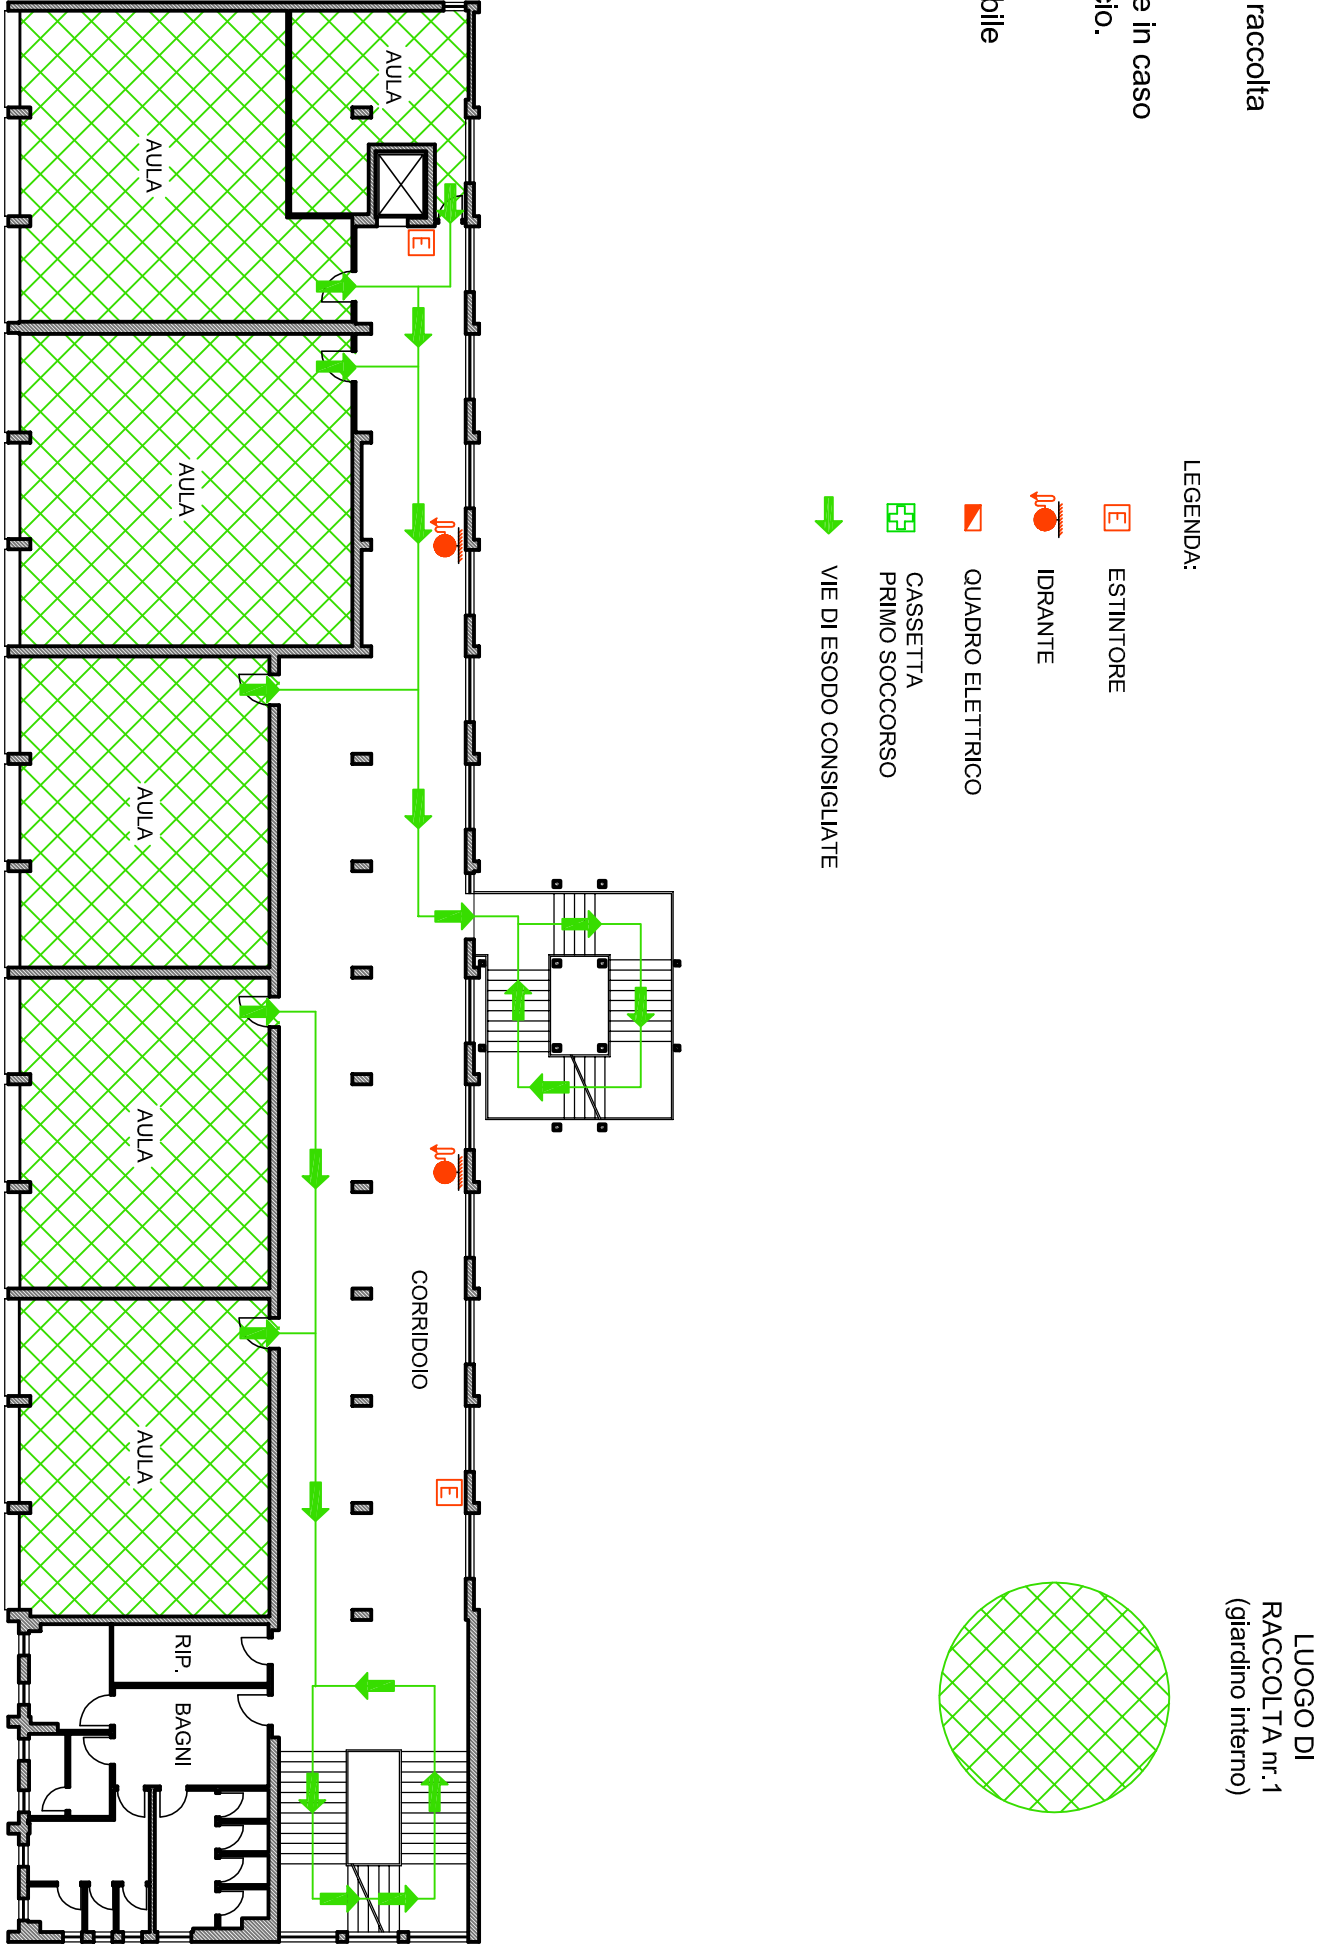 raccolta
e in caso
cio.
bile
LEGENDA:
E ESTINTORE
IDRANTE
QUADRO ELETTRICO
CASSETTA
PRIMO SOCCORSO
VIE DI ESODO CONSIGLIATE
LUOGO DI
RACCOLTA nr.1
(giardino interno)
AULA
E
AULA
AULA
AULA
AULA
AULA
CORRIDOIO
E
RIP.
BAGNI